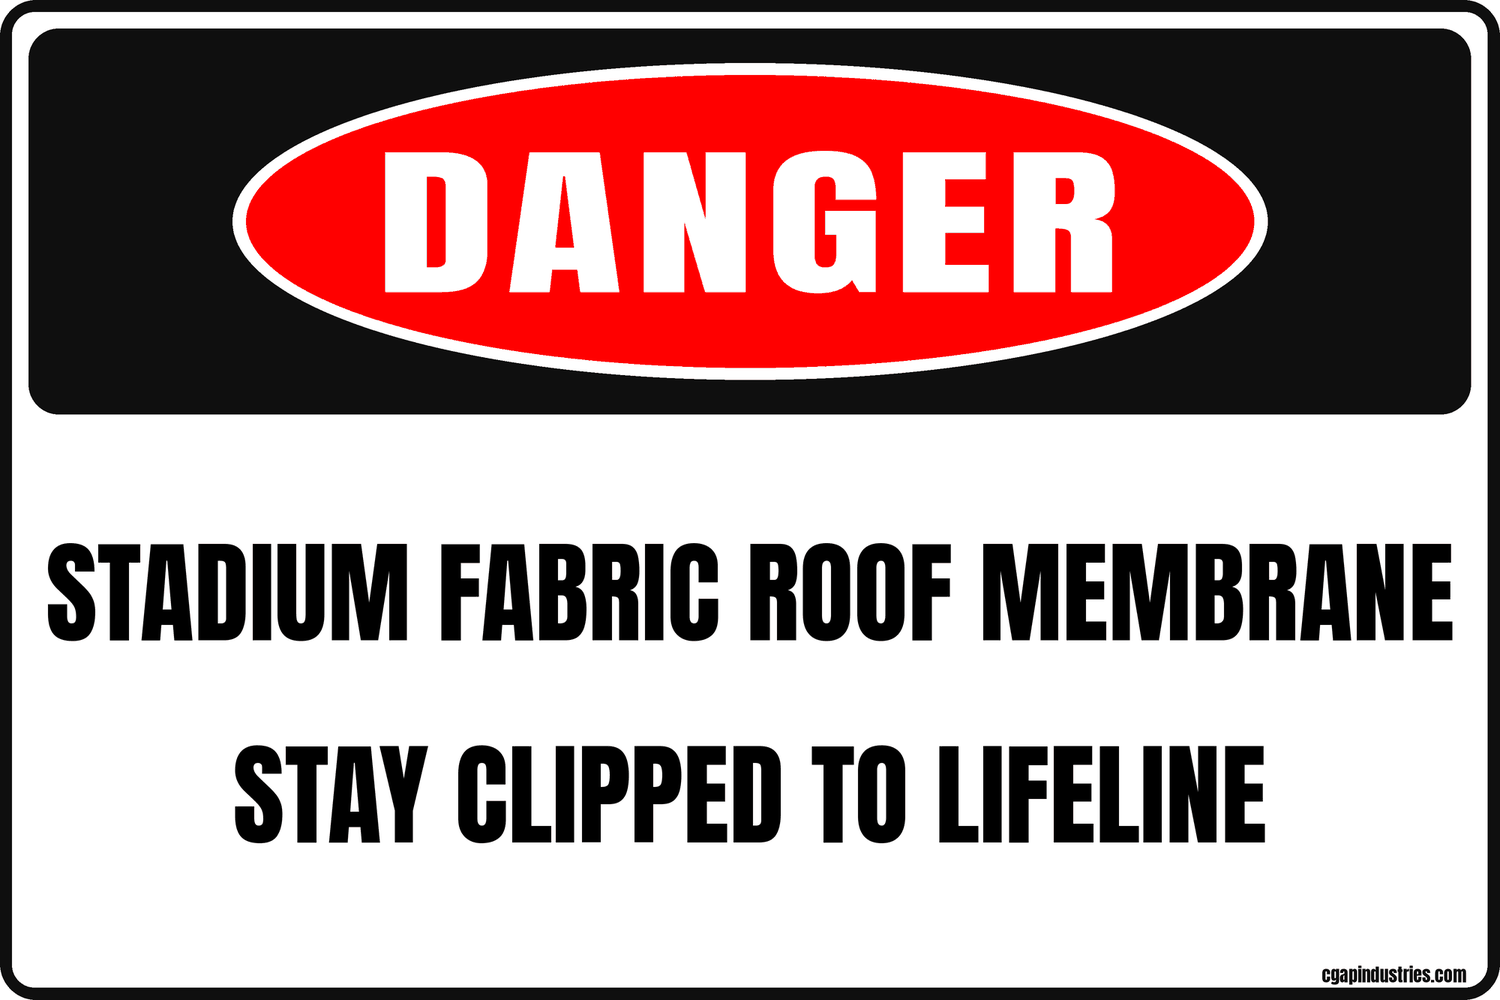 DANGER
STADIUM FABRIC ROOF MEMBRANE
STAY CLIPPED TO LIFELINE
cgapindustries.com